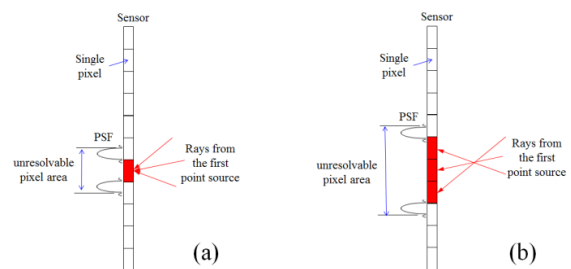 Sensor
Single
pixel
PSF
unresolvable
pixel area
Rays from
the first
point source
(a)
Sensor
Single
pixel
PSF
unresolvable
pixel area
Rays from
the first
point source
(b)